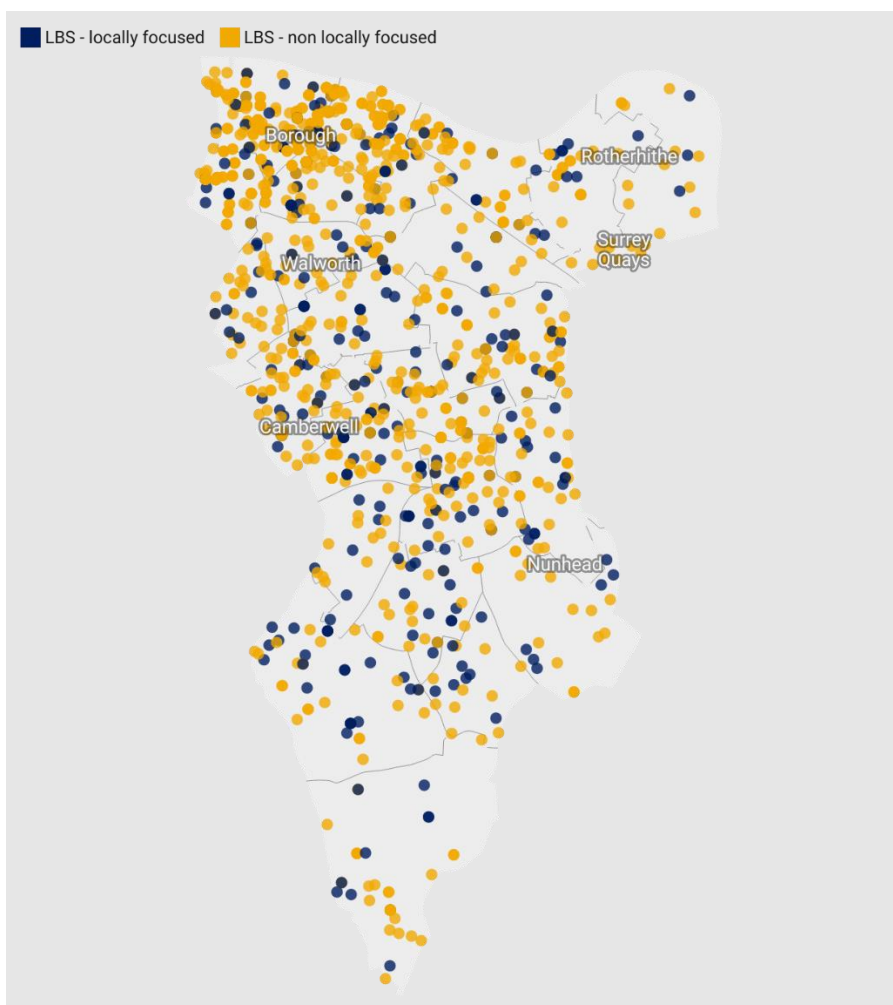 LBS - locally focused LBS - non locally focused
Borough
Rotherhithe
Surrey
Quays
Walworth
Camberwell
Nunhead